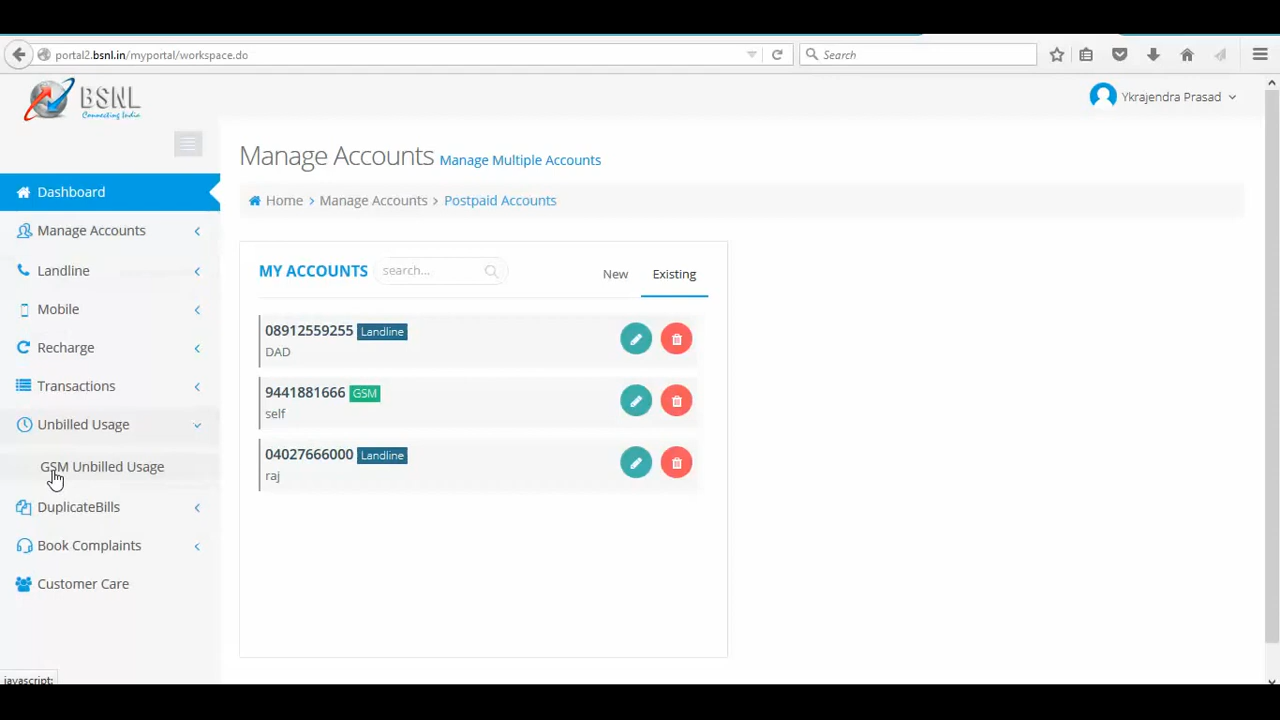 portal2.bsnl.in/myportal/workspace.do
Search
BSNL
Connecting India
Ykrajendra Prasad
Dashboard
Manage Accounts
Landline
Mobile
Recharge
Transactions
Unbilled Usage
GSM Unbilled Usage
DuplicateBills
Book Complaints
Customer Care
Manage Accounts Manage Multiple Accounts
Home > Manage Accounts > Postpaid Accounts
MY ACCOUNTS search... New Existing
08912559255 Landline
DAD
9441881666 GSM
self
04027666000 Landline
raj
javascript: